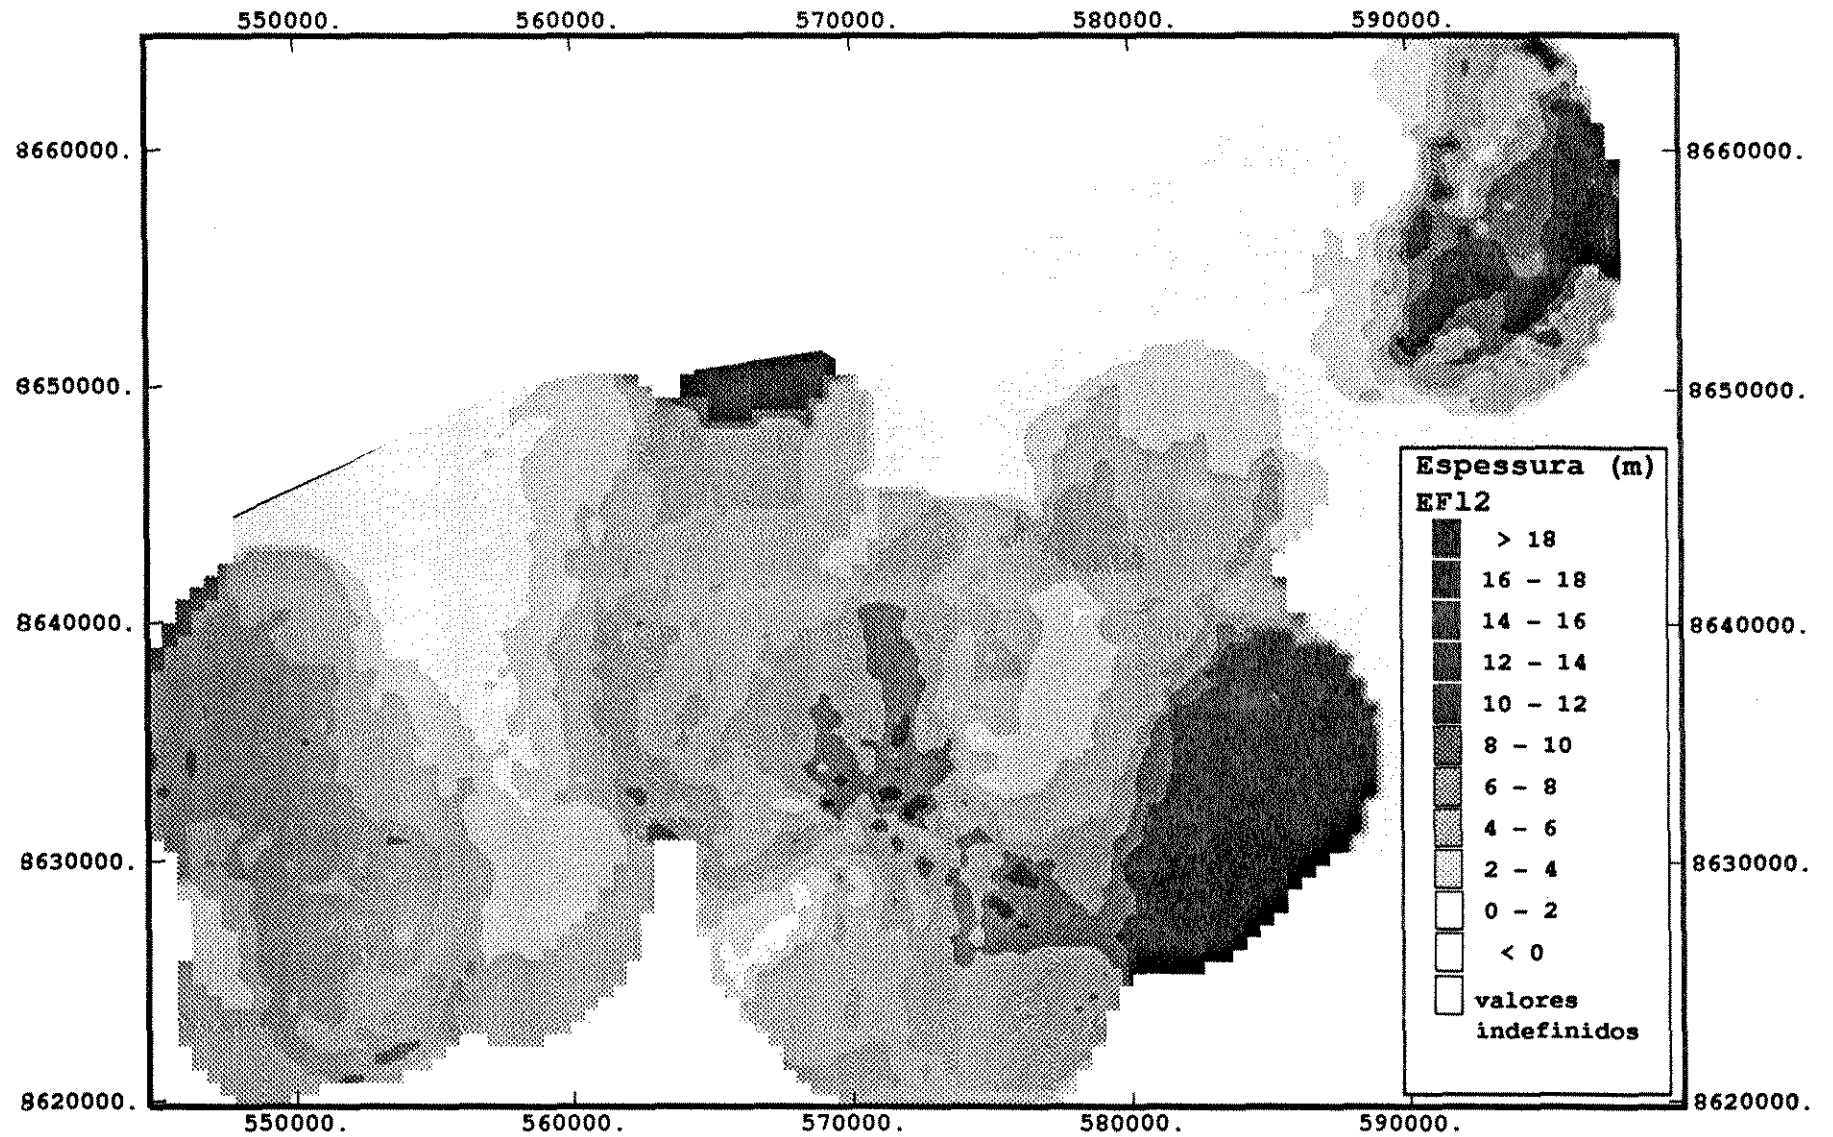 550000. 560000. 570000. 580000. 590000.
8660000. 8660000.
8650000. 8650000.
Espessura (m)
EF12
> 18
16 - 18
14 - 16
8640000. 8640000.
12 - 14
10 - 12
8 - 10
6 - 8
4 - 6
8630000. 8630000.
2 - 4
0 - 2
< 0
valores
indefinidos
8620000. 8620000.
550000. 560000. 570000. 580000. 590000.